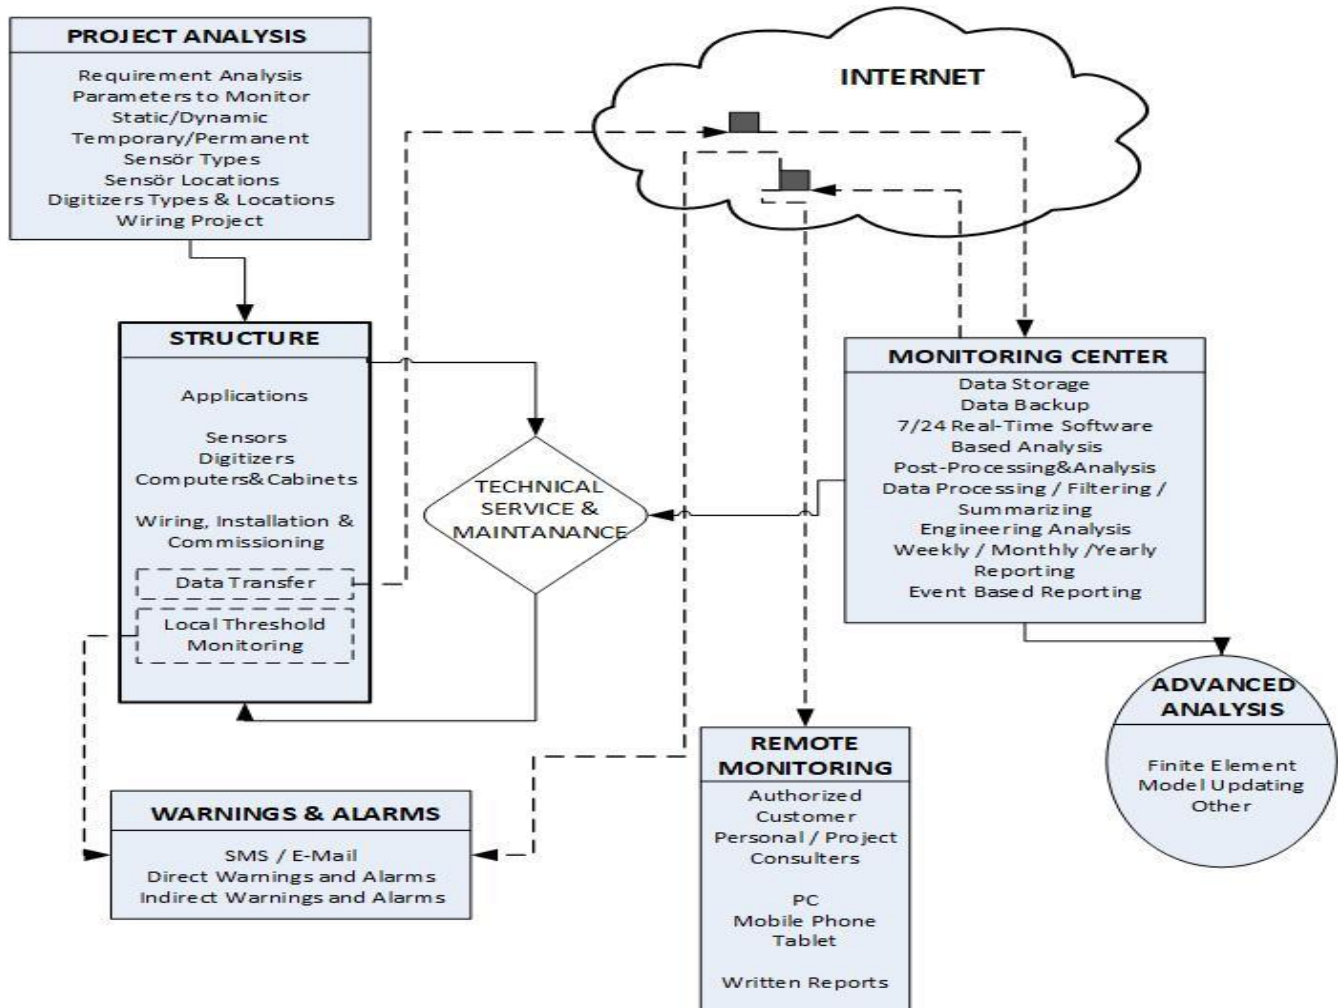 PROJECT ANALYSIS
Requirement Analysis
Parameters to Monitor
Static/Dynamic
Temporary/Permanent
Sensör Types
Sensör Locations
Digitizers Types & Locations
Wiring Project
INTERNET
STRUCTURE
Applications
Sensors
Digitizers
Computers&Cabinets
Wiring, Installation &
Commissioning
Data Transfer
Local Threshold
Monitoring
TECHNICAL
SERVICE &
MAINTANANCE
MONITORING CENTER
Data Storage
Data Backup
7/24 Real-Time Software
Based Analysis
Post-Processing&Analysis
Data Processing / Filtering /
Summarizing
Engineering Analysis
Weekly / Monthly /Yearly
Reporting
Event Based Reporting
ADVANCED
ANALYSIS
Finite Element
Model Updating
Other
REMOTE
MONITORING
Authorized
Customer
Personal / Project
Consulters
PC
Mobile Phone
Tablet
Written Reports
WARNINGS & ALARMS
SMS / E-Mail
Direct Warnings and Alarms
Indirect Warnings and Alarms